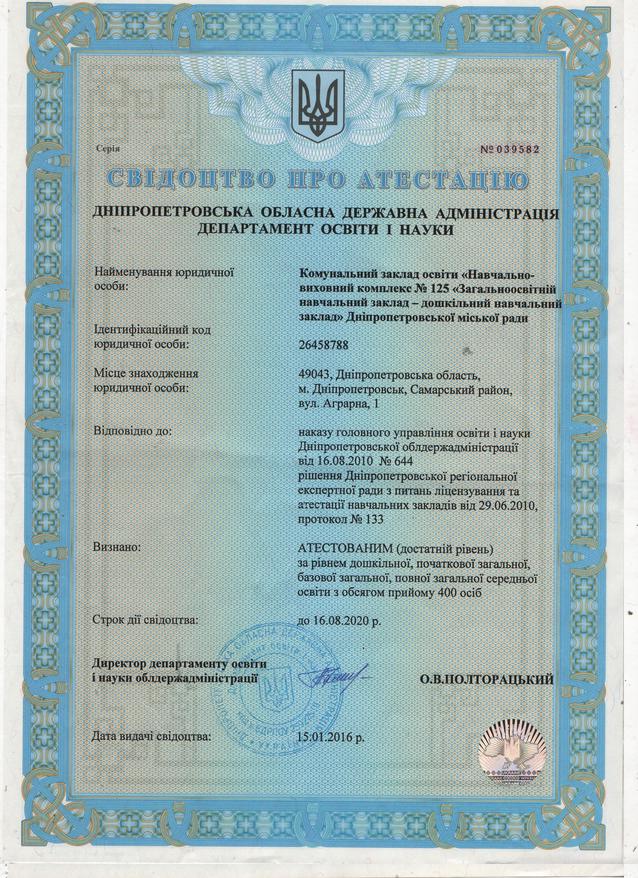 Серія
№ 039582
СВІДОЦТВО ПРО АТЕСТАЦІЮ
ДНІПРОПЕТРОВСЬКА ОБЛАСНА ДЕРЖАВНА АДМІНІСТРАЦІЯ
ДЕПАРТАМЕНТ ОСВІТИ І НАУКИ
Найменування юридичної
особи:
Комунальний заклад освіти «Навчально-
виховний комплекс № 125 «Загальноосвітній
навчальний заклад – дошкільний навчальний
заклад» Дніпропетровської міської ради
Ідентифікаційний код
юридичної особи:
26458788
Місце знаходження
юридичної особи:
49043, Дніпропетровська область,
м. Дніпропетровськ, Самарський район,
вул. Аграрна, 1
Відповідно до:
наказу головного управління освіти і науки
Дніпропетровської облдержадміністрації
від 16.08.2010 № 644
рішення Дніпропетровської регіональної
експертної ради з питань ліцензування та
атестації навчальних закладів від 29.06.2010,
протокол № 133
Визнано:
АТЕСТОВАНИМ (достатній рівень)
за рівнем дошкільної, початкової загальної,
базової загальної, повної загальної середньої
освіти з обсягом прийому 400 осіб
Строк дії свідоцтва:
до 16.08.2020 р.
Директор департаменту освіти
і науки облдержадміністрації
О.В.ПОЛТОРАЦЬКИЙ
Дата видачі свідоцтва:
15.01.2016 р.